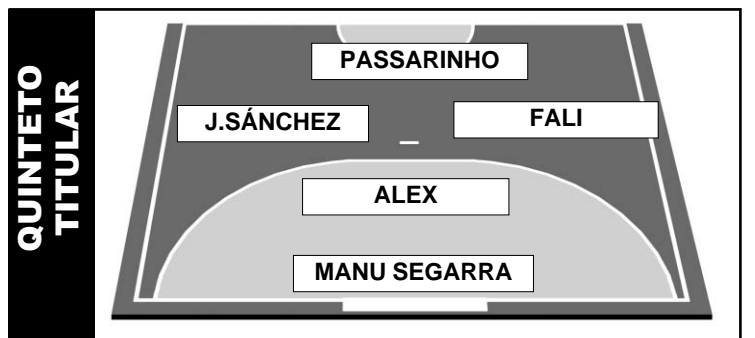 QUINTETO
TITULAR
PASSARINHO
J.SÁNCHEZ
FALI
ALEX
MANU SEGARRA